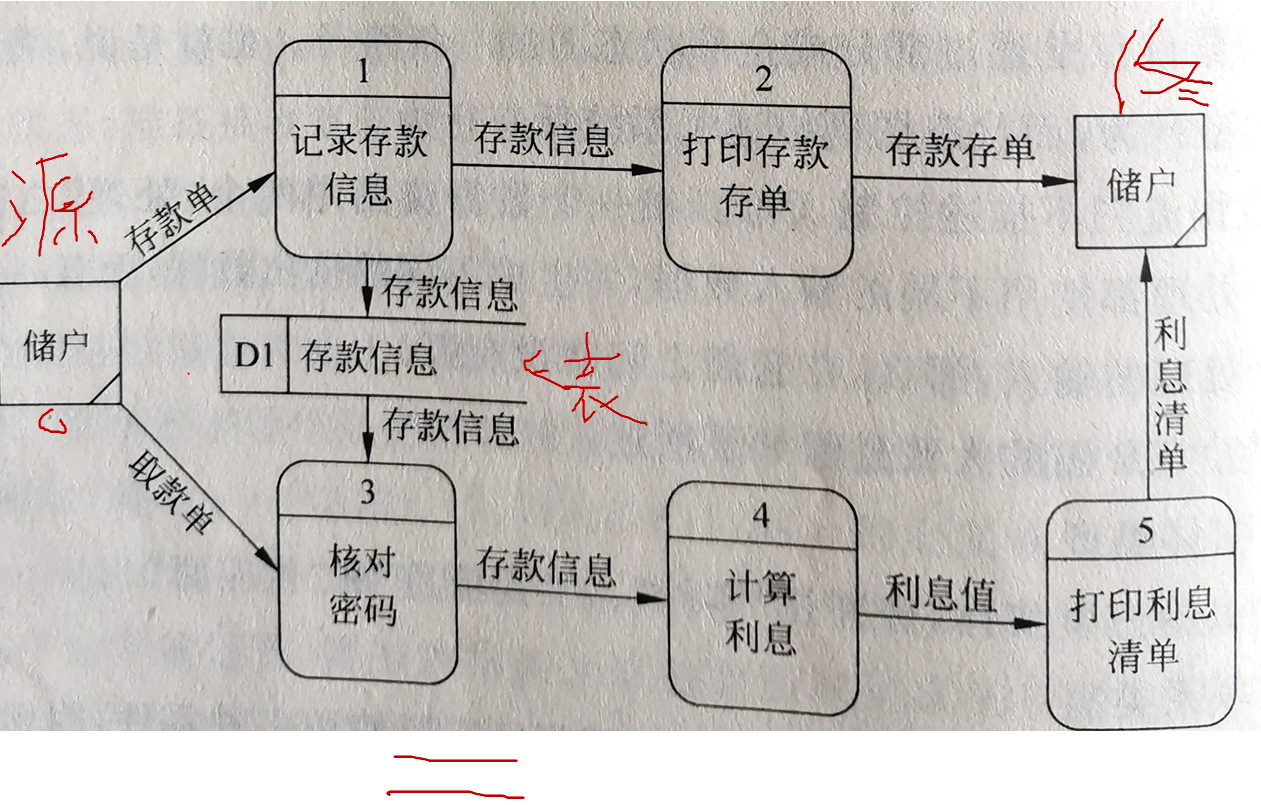 1
记录存款
信息
存款信息
2
打印存款
存单
存款存单
终
储户
源
存款单
储户
存款信息
D1
存款信息
表
存款信息
取款单
3
核对
密码
存款信息
4
计算
利息
利息值
5
打印利息
清单
利息清单